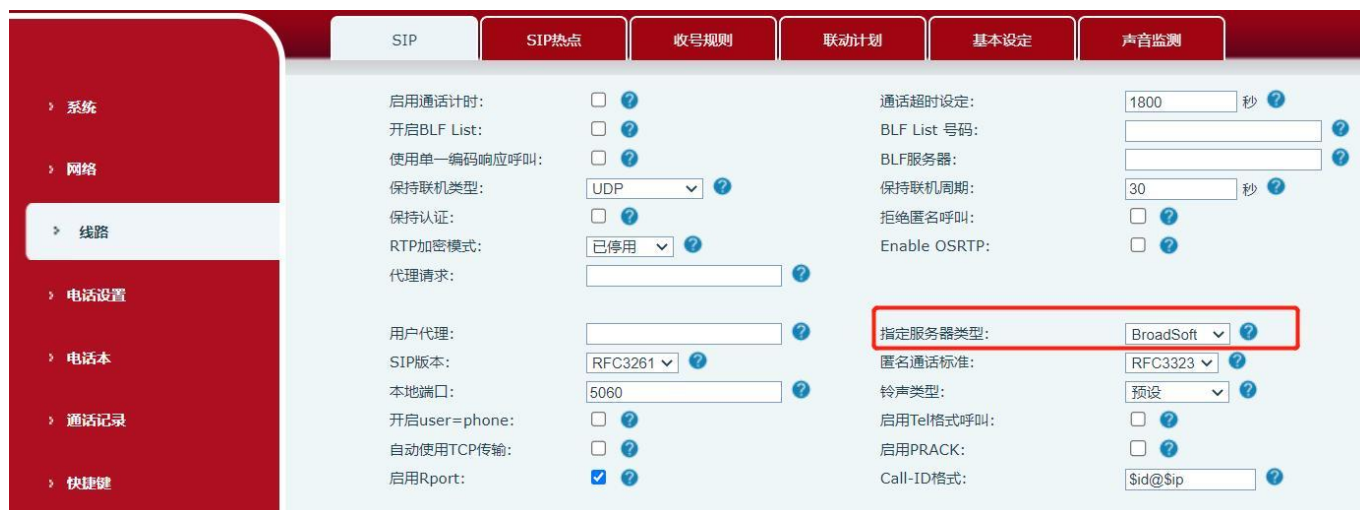 SIP SIP热点 收号规则 联动计划 基本设定 声音监测
› 系统
› 网络
› 线路
› 电话设置
› 电话本
› 通话记录
› 快捷键
启用通话计时: 通话超时设定: 1800 秒
开启BLF List: BLF List 号码:
使用单一编码响应呼叫: BLF服务器:
保持联机类型: UDP 保持联机周期: 30 秒
保持认证: 拒绝匿名呼叫:
RTP加密模式: 已停用 Enable OSRTP:
代理请求:
用户代理: 指定服务器类型: BroadSoft
SIP版本: RFC3261 匿名通话标准: RFC3323
本地端口: 5060 铃声类型: 预设
开启user=phone: 启用Tel格式呼叫:
自动使用TCP传输: 启用PRACK:
启用Rport: Call-ID格式: $id@$ip